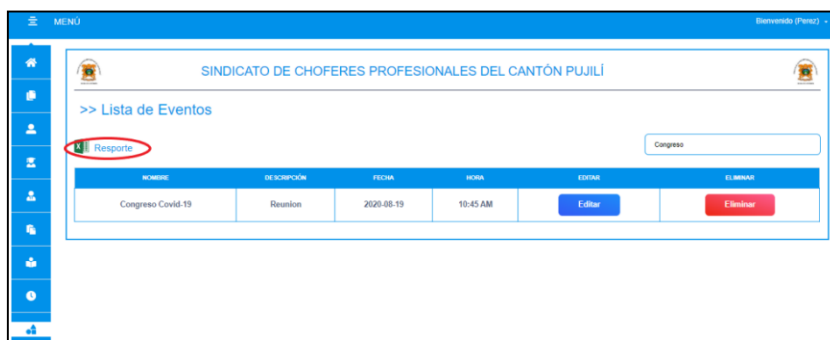 MENÚ Bienvenido (Perez)
SINDICATO DE CHOFERES PROFESIONALES DEL CANTÓN PUJILÍ
>> Lista de Eventos
Resporte Congreso
NOMBRE DESCRIPCIÓN FECHA HORA EDITAR ELIMINAR
Congreso Covid-19 Reunion 2020-08-19 10:45 AM Editar Eliminar